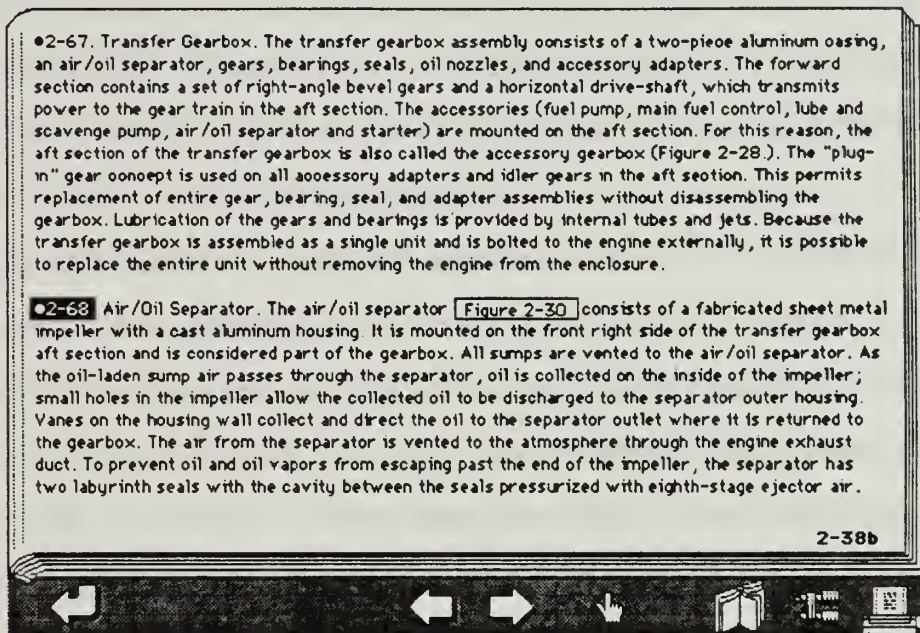 ●2-67. Transfer Gearbox. The transfer gearbox assembly consists of a two-piece aluminum casing,
an air/oil separator, gears, bearings, seals, oil nozzles, and accessory adapters. The forward
section contains a set of right-angle bevel gears and a horizontal drive-shaft, which transmits
power to the gear train in the aft section. The accessories (fuel pump, main fuel control, lube and
scavenge pump, air/oil separator and starter) are mounted on the aft section. For this reason, the
aft section of the transfer gearbox is also called the accessory gearbox (Figure 2-28.). The "plug-
in" gear concept is used on all accessory adapters and idler gears in the aft section. This permits
replacement of entire gear, bearing, seal, and adapter assemblies without disassembling the
gearbox. Lubrication of the gears and bearings is provided by internal tubes and jets. Because the
transfer gearbox is assembled as a single unit and is bolted to the engine externally, it is possible
to replace the entire unit without removing the engine from the enclosure.
●2-68 Air/Oil Separator. The air/oil separator Figure 2-30 consists of a fabricated sheet metal
impeller with a cast aluminum housing. It is mounted on the front right side of the transfer gearbox
aft section and is considered part of the gearbox. All sumps are vented to the air/oil separator. As
the oil-laden sump air passes through the separator, oil is collected on the inside of the impeller;
small holes in the impeller allow the collected oil to be discharged to the separator outer housing.
Vanes on the housing wall collect and direct the oil to the separator outlet where it is returned to
the gearbox. The air from the separator is vented to the atmosphere through the engine exhaust
duct. To prevent oil and oil vapors from escaping past the end of the impeller, the separator has
two labyrinth seals with the cavity between the seals pressurized with eighth-stage ejector air.
2-38b